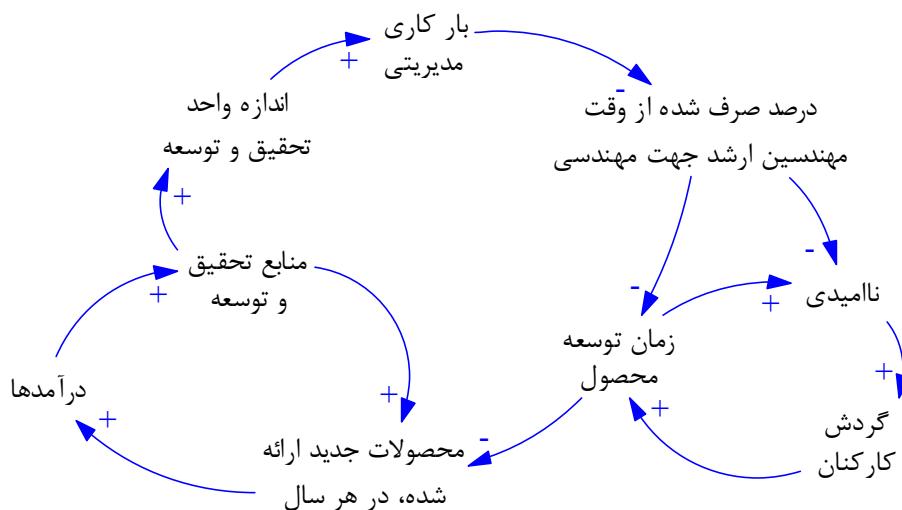 بار کاری
مدیریتی
+
-
درصد صرف شده از وقت
مهندسین ارشد جهت مهندسی
اندازه واحد
تحقیق و توسعه
+
-
منابع تحقیق
و توسعه
+
ناامیدی
-
+
زمان توسعه
محصول
+
درآمدها
+
+
+
گردش
کارکنان
-
محصولات جدید ارائه
شده، در هر سال